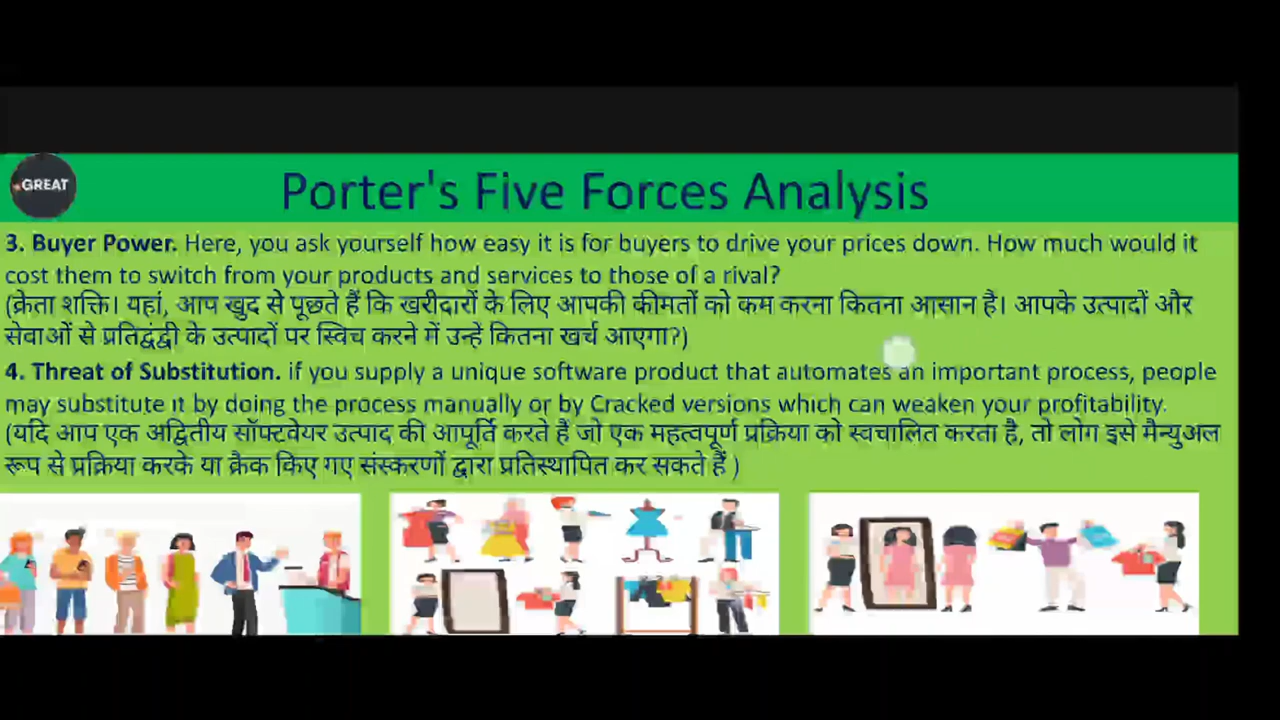 GREAT
Porter's Five Forces Analysis
3. Buyer Power. Here, you ask yourself how easy it is for buyers to drive your prices down. How much would it
cost them to switch from your products and services to those of a rival?
(क्रेता शक्ति। यहां, आप खुद से पूछते हैं कि खरीदारों के लिए आपकी कीमतों को कम करना कितना आसान है। आपके उत्पादों और
सेवाओं से प्रतिद्वंद्वी के उत्पादों पर स्विच करने में उन्हें कितना खर्च आएगा?)
4. Threat of Substitution. if you supply a unique software product that automates an important process, people
may substitute it by doing the process manually or by Cracked versions which can weaken your profitability.
(यदि आप एक अद्वितीय सॉफ्टवेयर उत्पाद की आपूर्ति करते हैं जो एक महत्वपूर्ण प्रक्रिया को स्वचालित करता है, तो लोग इसे मैन्युअल
रूप से प्रक्रिया करके या क्रैक किए गए संस्करणों द्वारा प्रतिस्थापित कर सकते हैं )